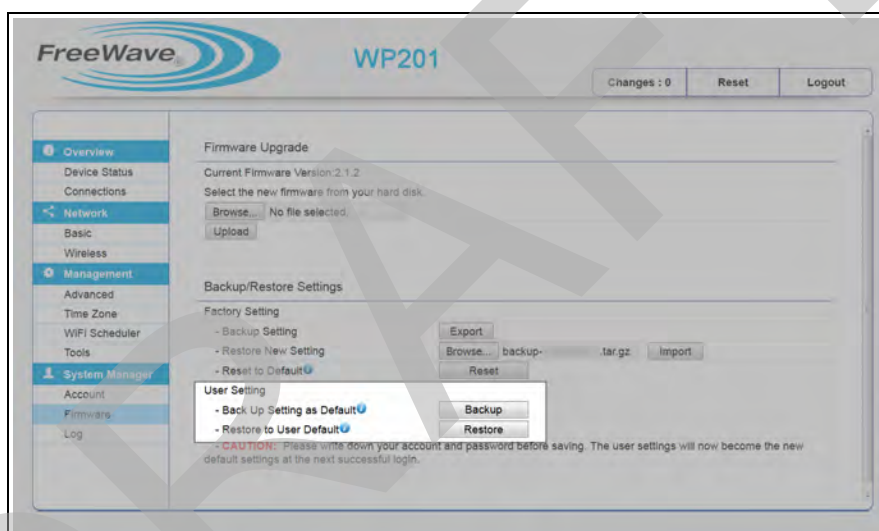 FreeWave®
WP201
Changes : 0 Reset Logout
Overview
Device Status
Connections
Network
Basic
Wireless
Management
Advanced
Time Zone
WiFi Scheduler
Tools
System Manager
Account
Firmware
Log
Firmware Upgrade
Current Firmware Version:2.1.2
Select the new firmware from your hard disk.
Browse... No file selected.
Upload
Backup/Restore Settings
Factory Setting
- Backup Setting Export
- Restore New Setting Browse... backup- .tar.gz Import
- Reset to Default Reset
User Setting
- Back Up Setting as Default Backup
- Restore to User Default Restore
- CAUTION: Please write down your account and password before saving. The user settings will now become the new
default settings at the next successful login.